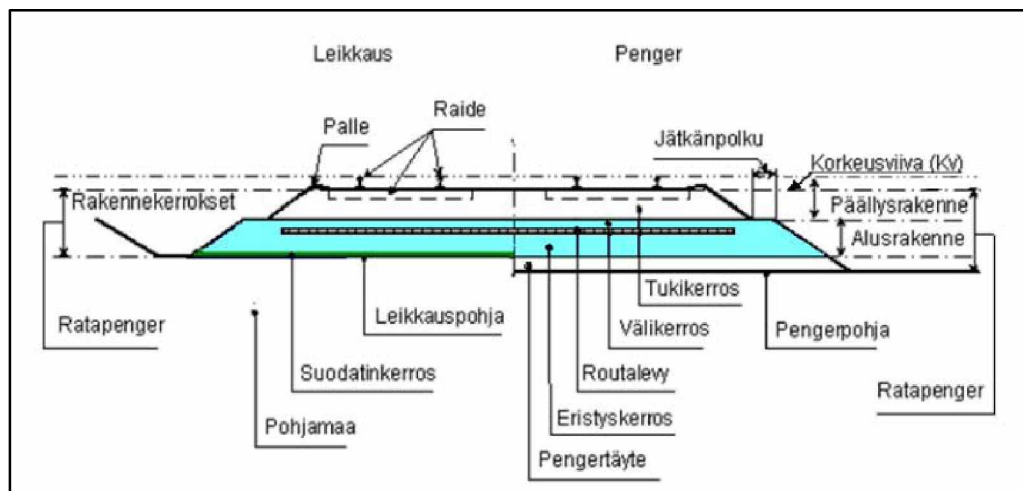 Leikkaus
Penger
Raide
Palle
Jätkänpolku
Korkeusviiva (Kv)
Rakennekerrokset
Päällysrakenne
Alusrakenne
Tukikerros
Ratapenger
Leikkauspohja
Välikerros
Pengerpohja
Suodatinkerros
Routalevy
Ratapenger
Pohjamaa
Eristyskerros
Pengertäyte